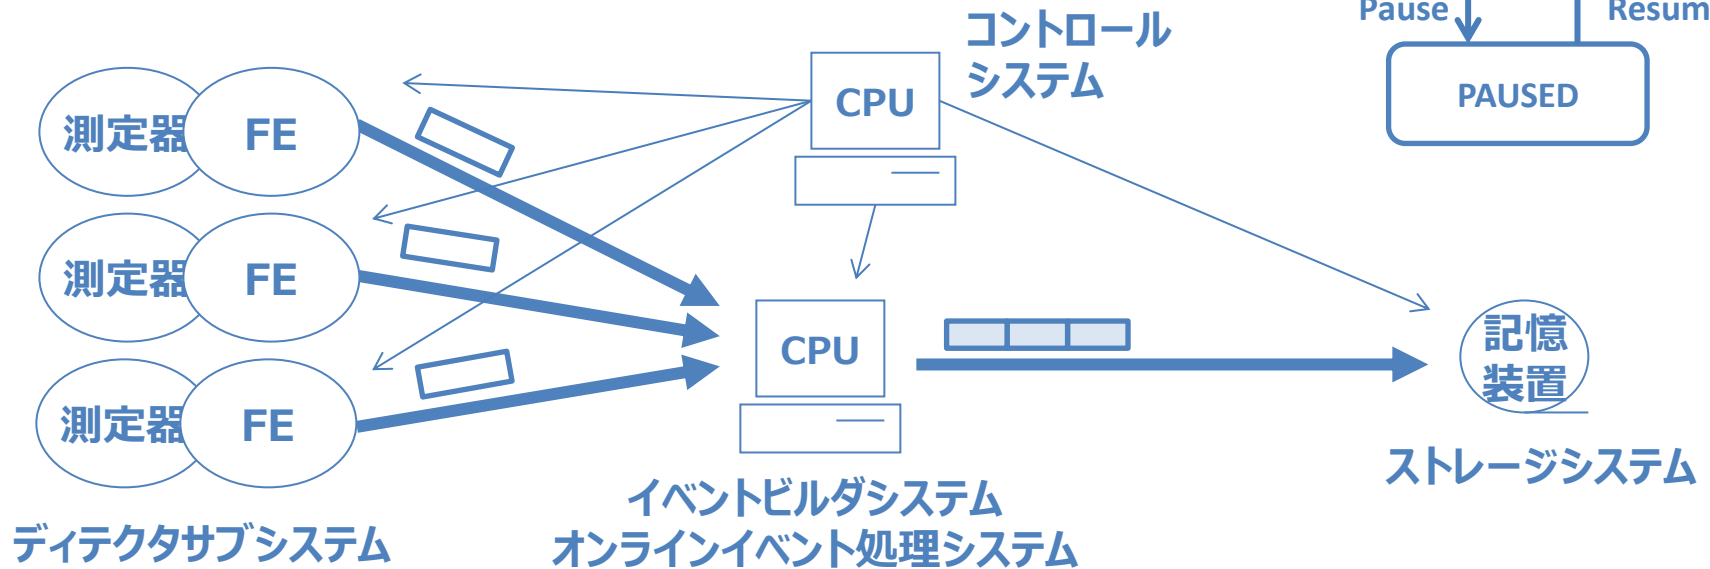 Pause
Resum
コントロール
システム
CPU
PAUSED
測定器
FE
測定器
FE
測定器
FE
CPU
記憶
装置
ストレージシステム
イベントビルダシステム
オンラインイベント処理システム
ディテクタサブシステム